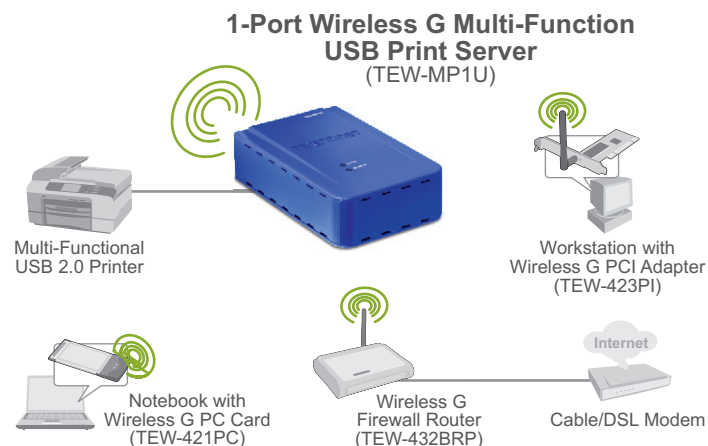 1-Port Wireless G Multi-Function
USB Print Server
(TEW-MP1U)
TRENDNET
Multi-Functional
USB 2.0 Printer
Workstation with
Wireless G PCI Adapter
(TEW-423PI)
Internet
Notebook with
Wireless G PC Card
(TEW-421PC)
Wireless G
Firewall Router
(TEW-432BRP)
Cable/DSL Modem